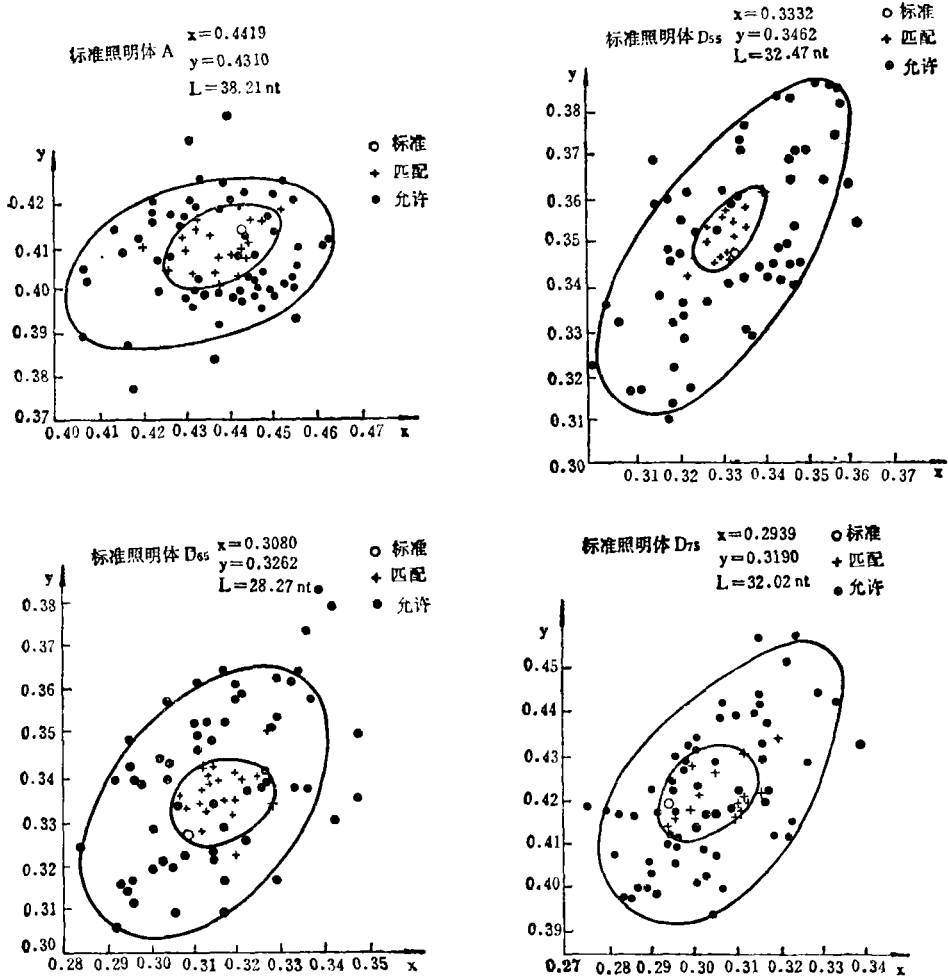 标准照明体 A
x=0.4419
y=0.4310
L=38.21 nt
○ 标准
+ 匹配
● 允许
y
0.42
0.41
0.40
0.39
0.38
0.37
0.40 0.41 0.42 0.43 0.44 0.45 0.46 0.47
x
标准照明体 D55
x=0.3332
y=0.3462
L=32.47 nt
○ 标准
+ 匹配
● 允许
y
0.38
0.37
0.36
0.35
0.34
0.33
0.32
0.31
0.30
0.31 0.32 0.33 0.34 0.35 0.36 0.37
x
标准照明体 D65
x=0.3080
y=0.3262
L=28.27 nt
○ 标准
+ 匹配
● 允许
y
0.38
0.37
0.36
0.35
0.34
0.33
0.32
0.31
0.30
0.28 0.29 0.30 0.31 0.32 0.33 0.35
x
标准照明体 D75
x=0.2939
y=0.3190
L=32.02 nt
○ 标准
+ 匹配
● 允许
y
0.45
0.44
0.43
0.42
0.41
0.40
0.39
0.27 0.28 0.29 0.30 0.31 0.32 0.33 0.34
x